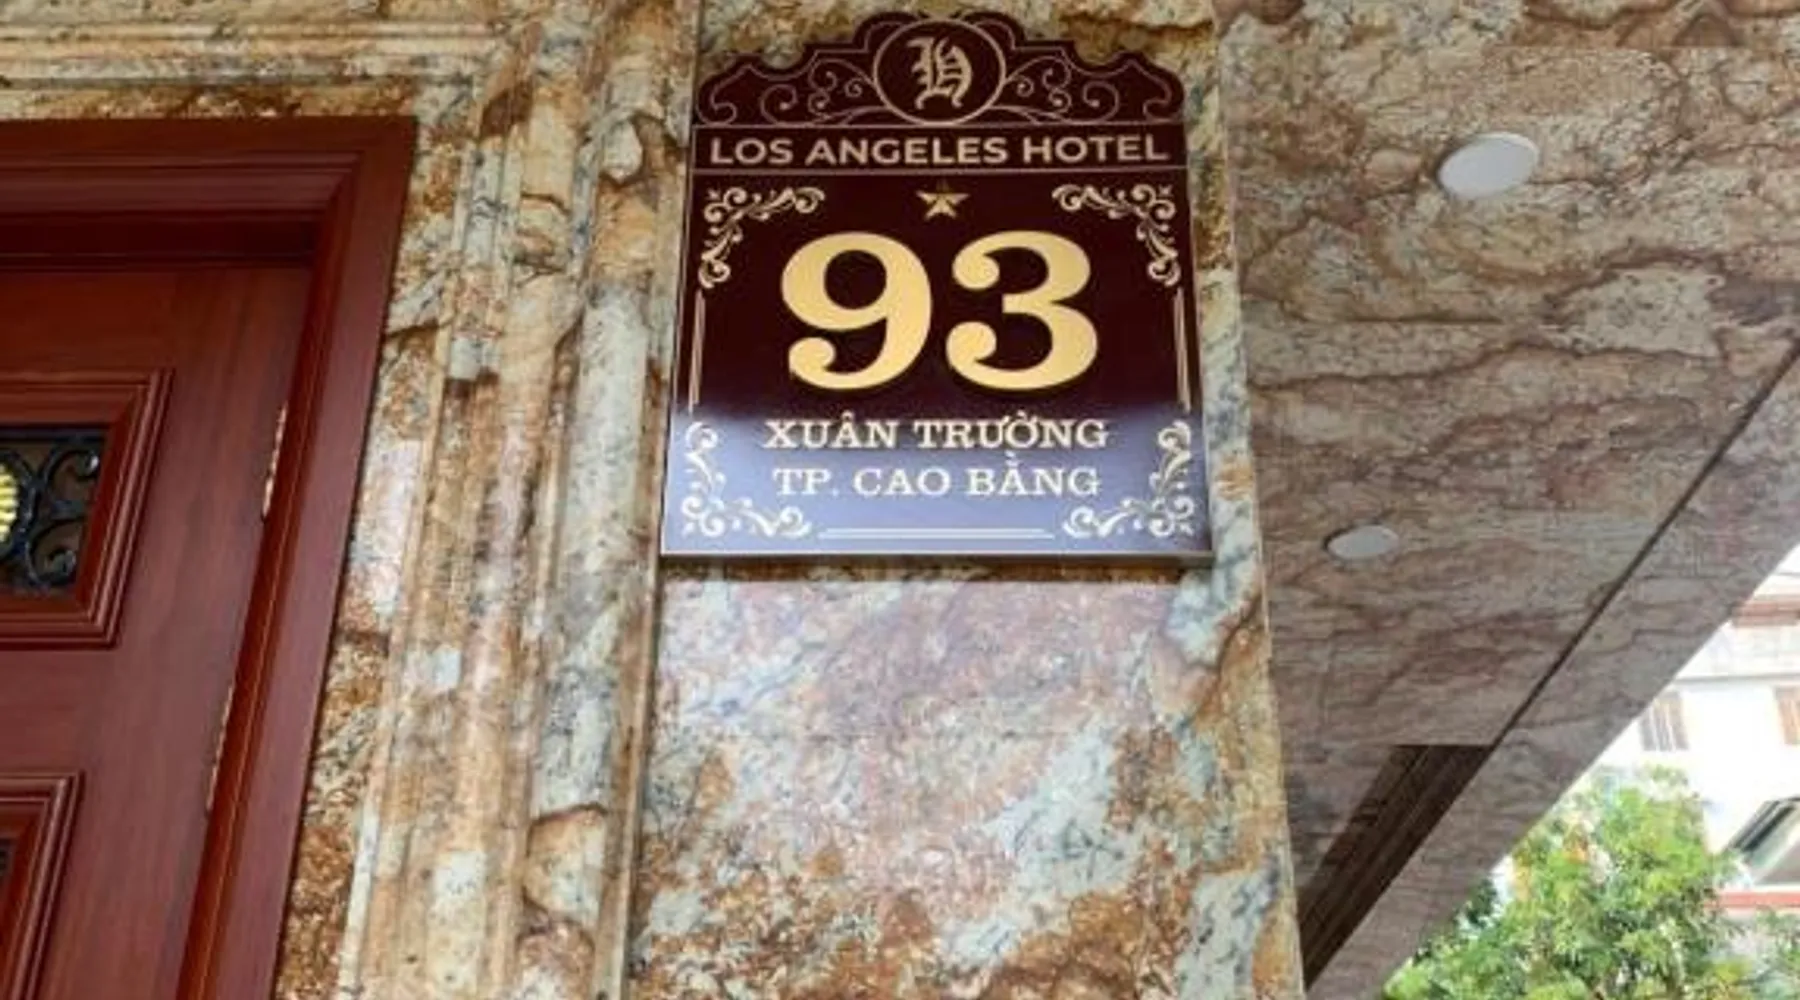 H
LOS ANGELES HOTEL
93
XUÂN TRƯỜNG
TP. CAO BẰNG